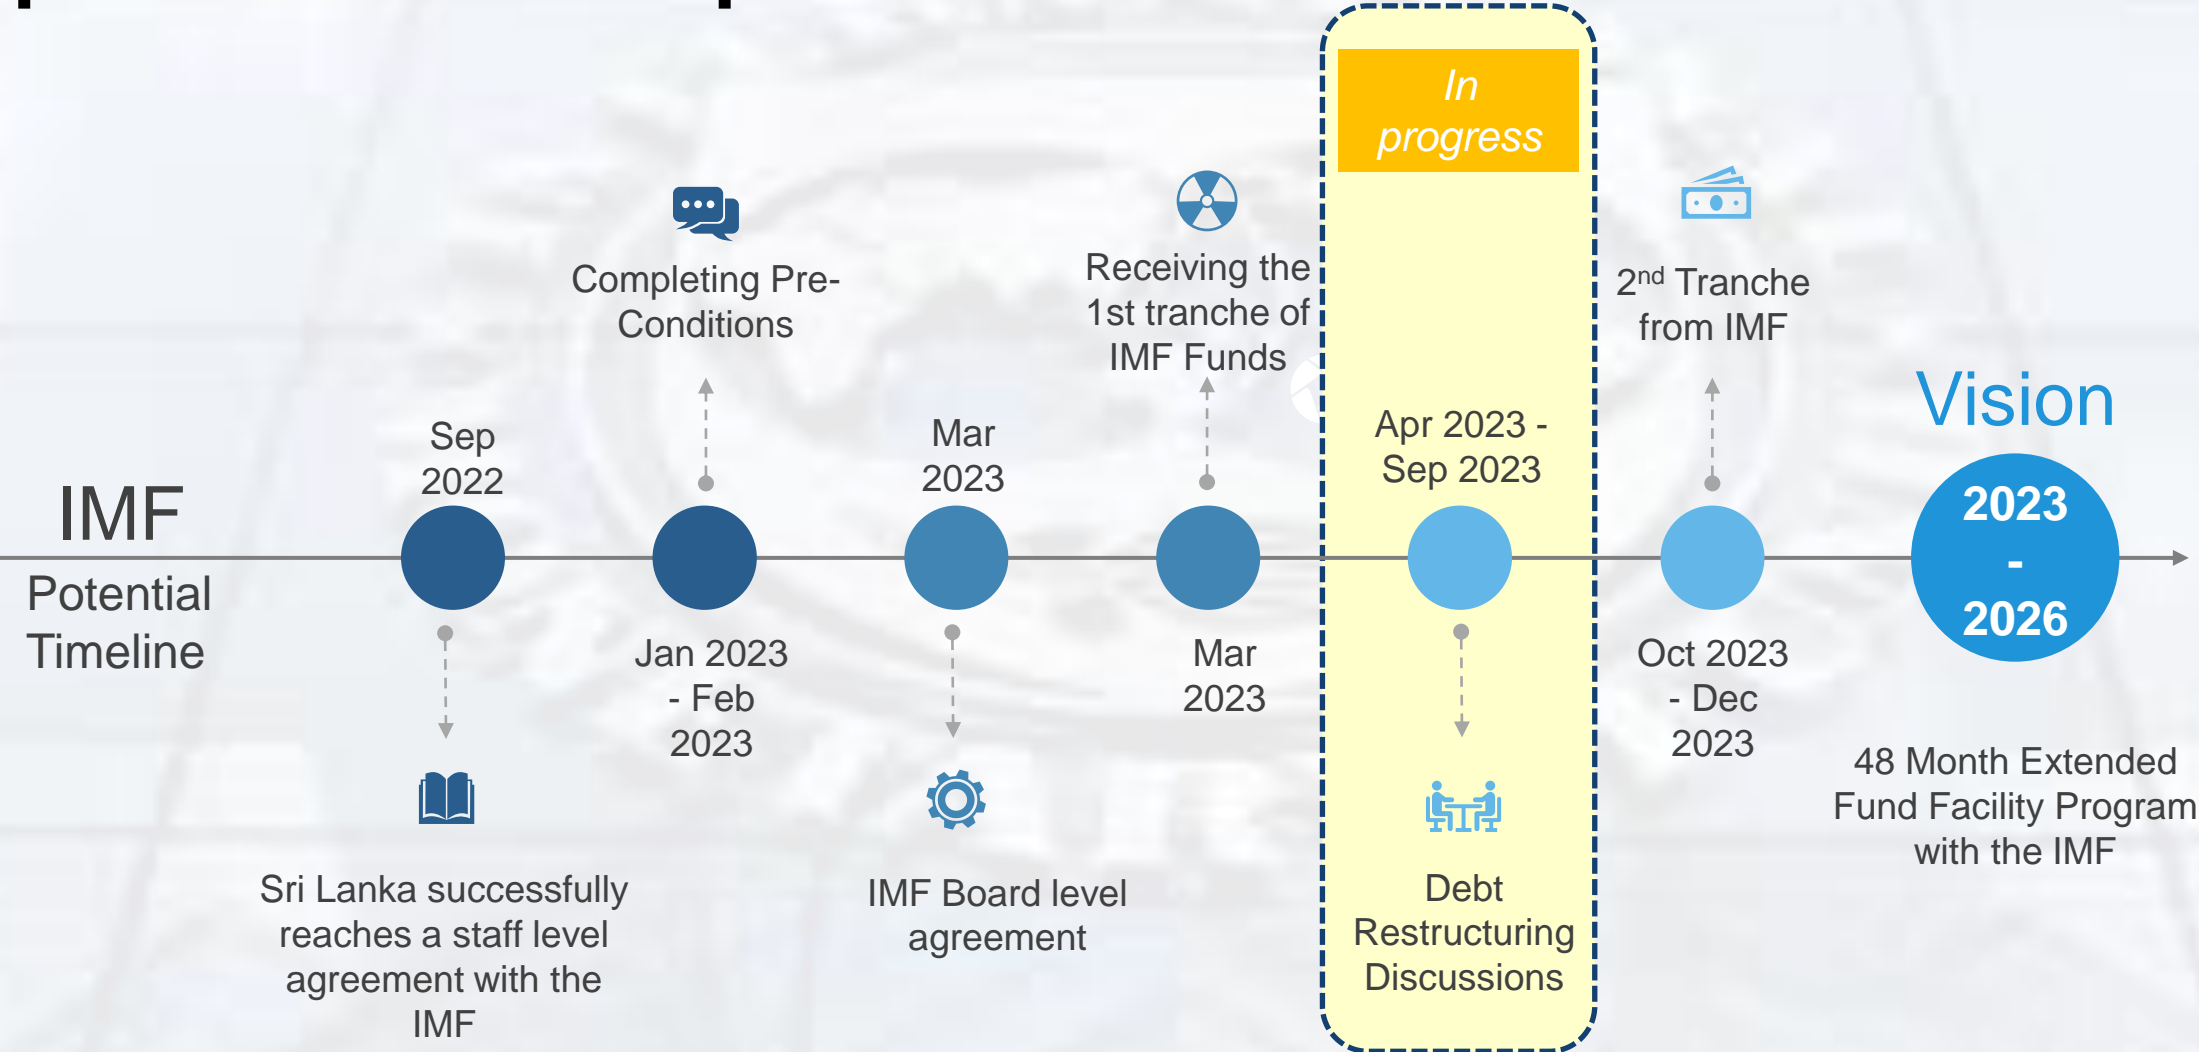 IMF
Potential
Timeline
Sep
2022
Sri Lanka successfully
reaches a staff level
agreement with the
IMF
Completing Pre-
Conditions
Jan 2023
- Feb
2023
Mar
2023
IMF Board level
agreement
Receiving the
1st tranche of
IMF Funds
Mar
2023
In
progress
Apr 2023 -
Sep 2023
Debt
Restructuring
Discussions
2nd Tranche
from IMF
Oct 2023
- Dec
2023
Vision
2023
-
2026
48 Month Extended
Fund Facility Program
with the IMF